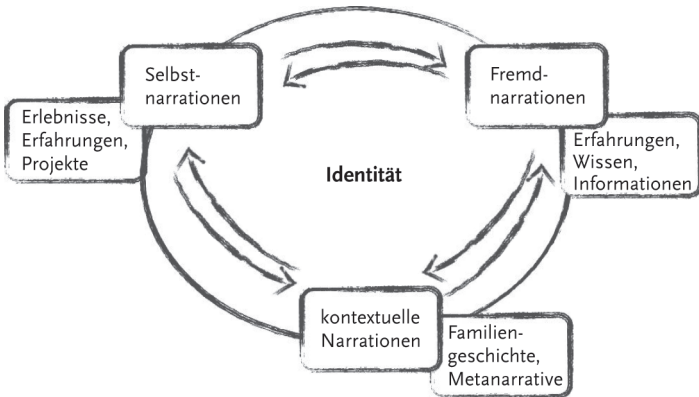 Selbst-
narrationen
Erlebnisse,
Erfahrungen,
Projekte
Fremd-
narrationen
Erfahrungen,
Wissen,
Informationen
Identität
kontextuelle
Narrationen
Familien-
geschichte,
Metanarrative